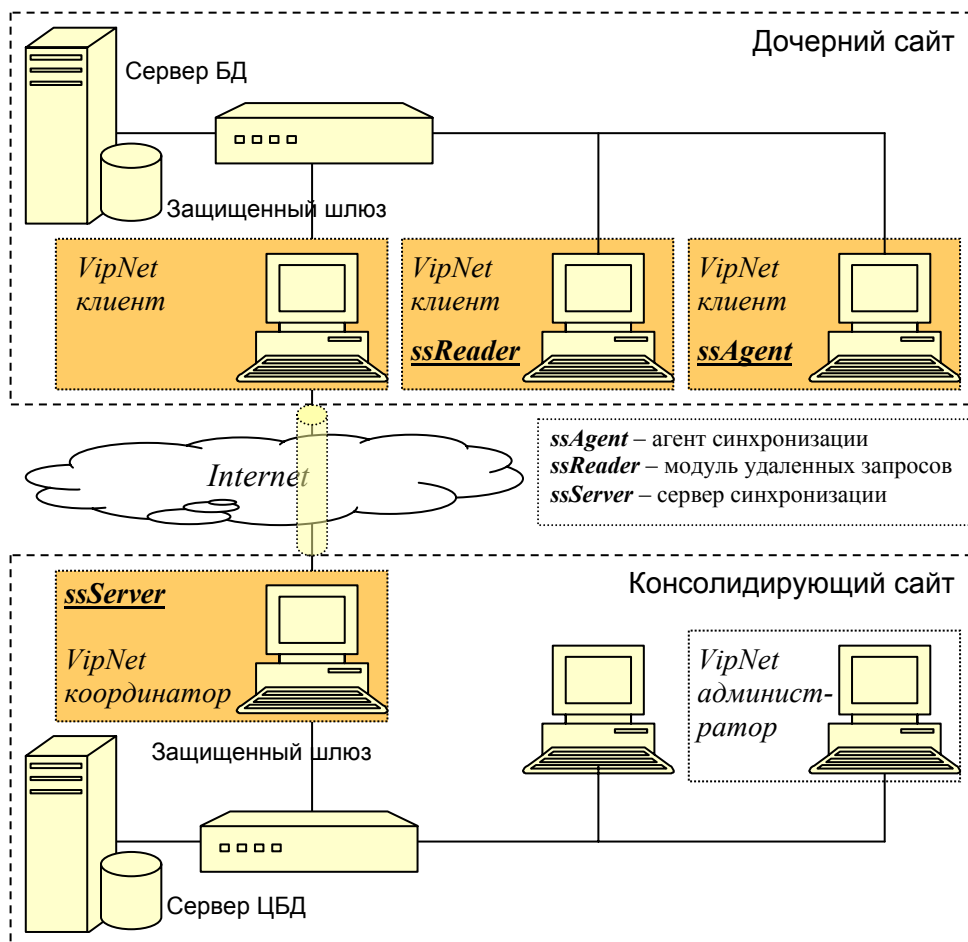 Дочерний сайт
Сервер БД
Защищенный шлюз
VipNet
клиент
VipNet
клиент
ssReader
VipNet
клиент
ssAgent
Internet
ssAgent – агент синхронизации
ssReader – модуль удаленных запросов
ssServer – сервер синхронизации
Консолидирующий сайт
ssServer
VipNet
координатор
VipNet
админист-
ратор
Защищенный шлюз
Сервер ЦБД